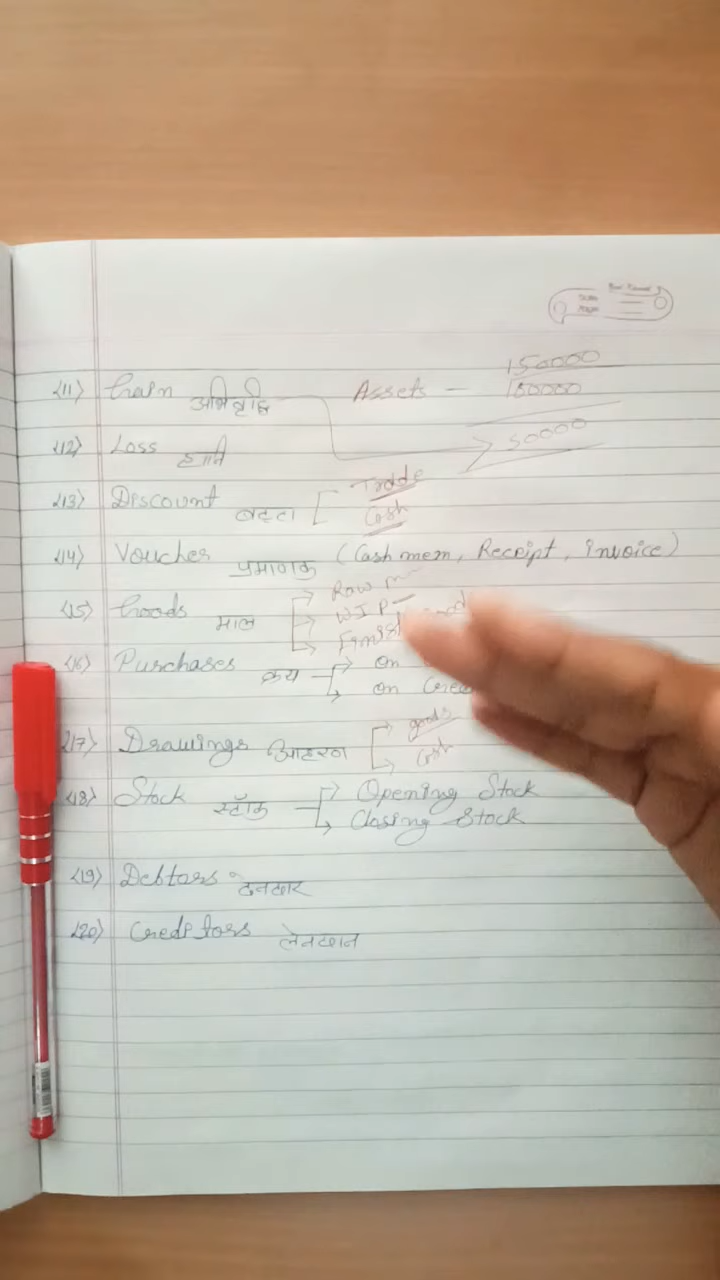 150000
<11> Gain अभिवृद्धि Assets - 100000
<12> Loss हानि 50000
Trade
<13> Discount बट्टा
Cash
<14> Voucher प्रमाणक (Cash mem, Receipt, Invoice)
Row m
<15> Goods माल W.I.P
Finish
<16> Purchases क्रय on
on Cred
<17> Drawings आहरण goods
Cash
<18> Stock स्टॉक Opening Stock
Closing Stock
<19> Debtors देनदार
<20> Creditors लेनदार